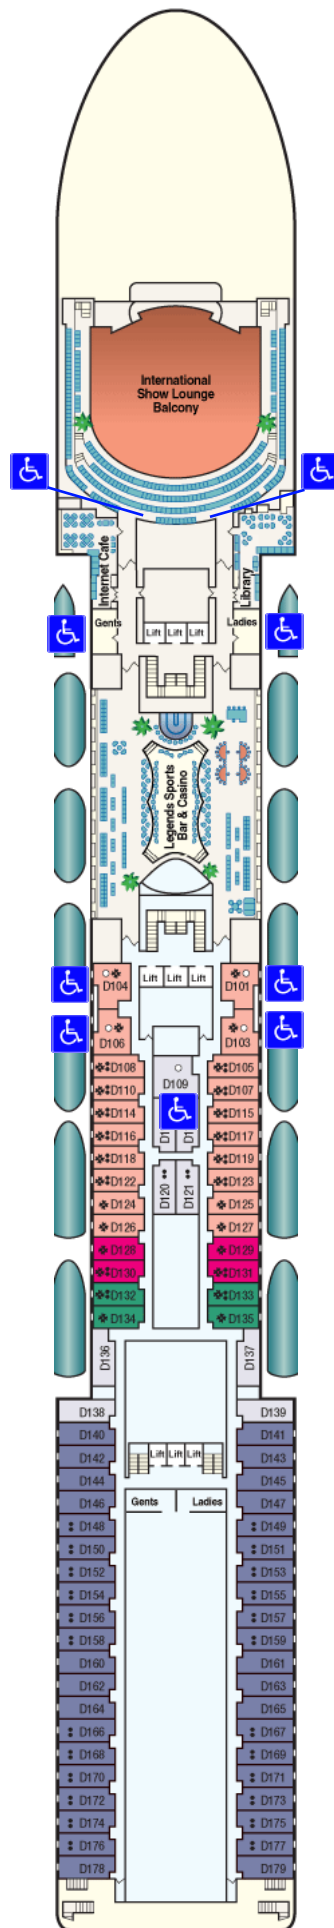 International
Show Lounge
Balcony
Internet Cafe
Library
Gents
Ladies
Lift
Lift
Lift
Legends Sports
Bar & Casino
Lift
Lift
Lift
D104
D101
D106
D103
D108
D109
D105
D110
D107
D114
D115
D116
D117
D118
D119
D122
D120
D121
D123
D124
D125
D126
D127
D128
D129
D130
D131
D132
D133
D134
D135
D136
D137
D138
D139
D140
D141
D142
Lift
Lift
Lift
D143
D144
D145
D146
Gents
Ladies
D147
D148
D149
D150
D151
D152
D153
D154
D155
D156
D157
D158
D159
D160
D161
D162
D163
D164
D165
D166
D167
D168
D169
D170
D171
D172
D173
D174
D175
D176
D177
D178
D179